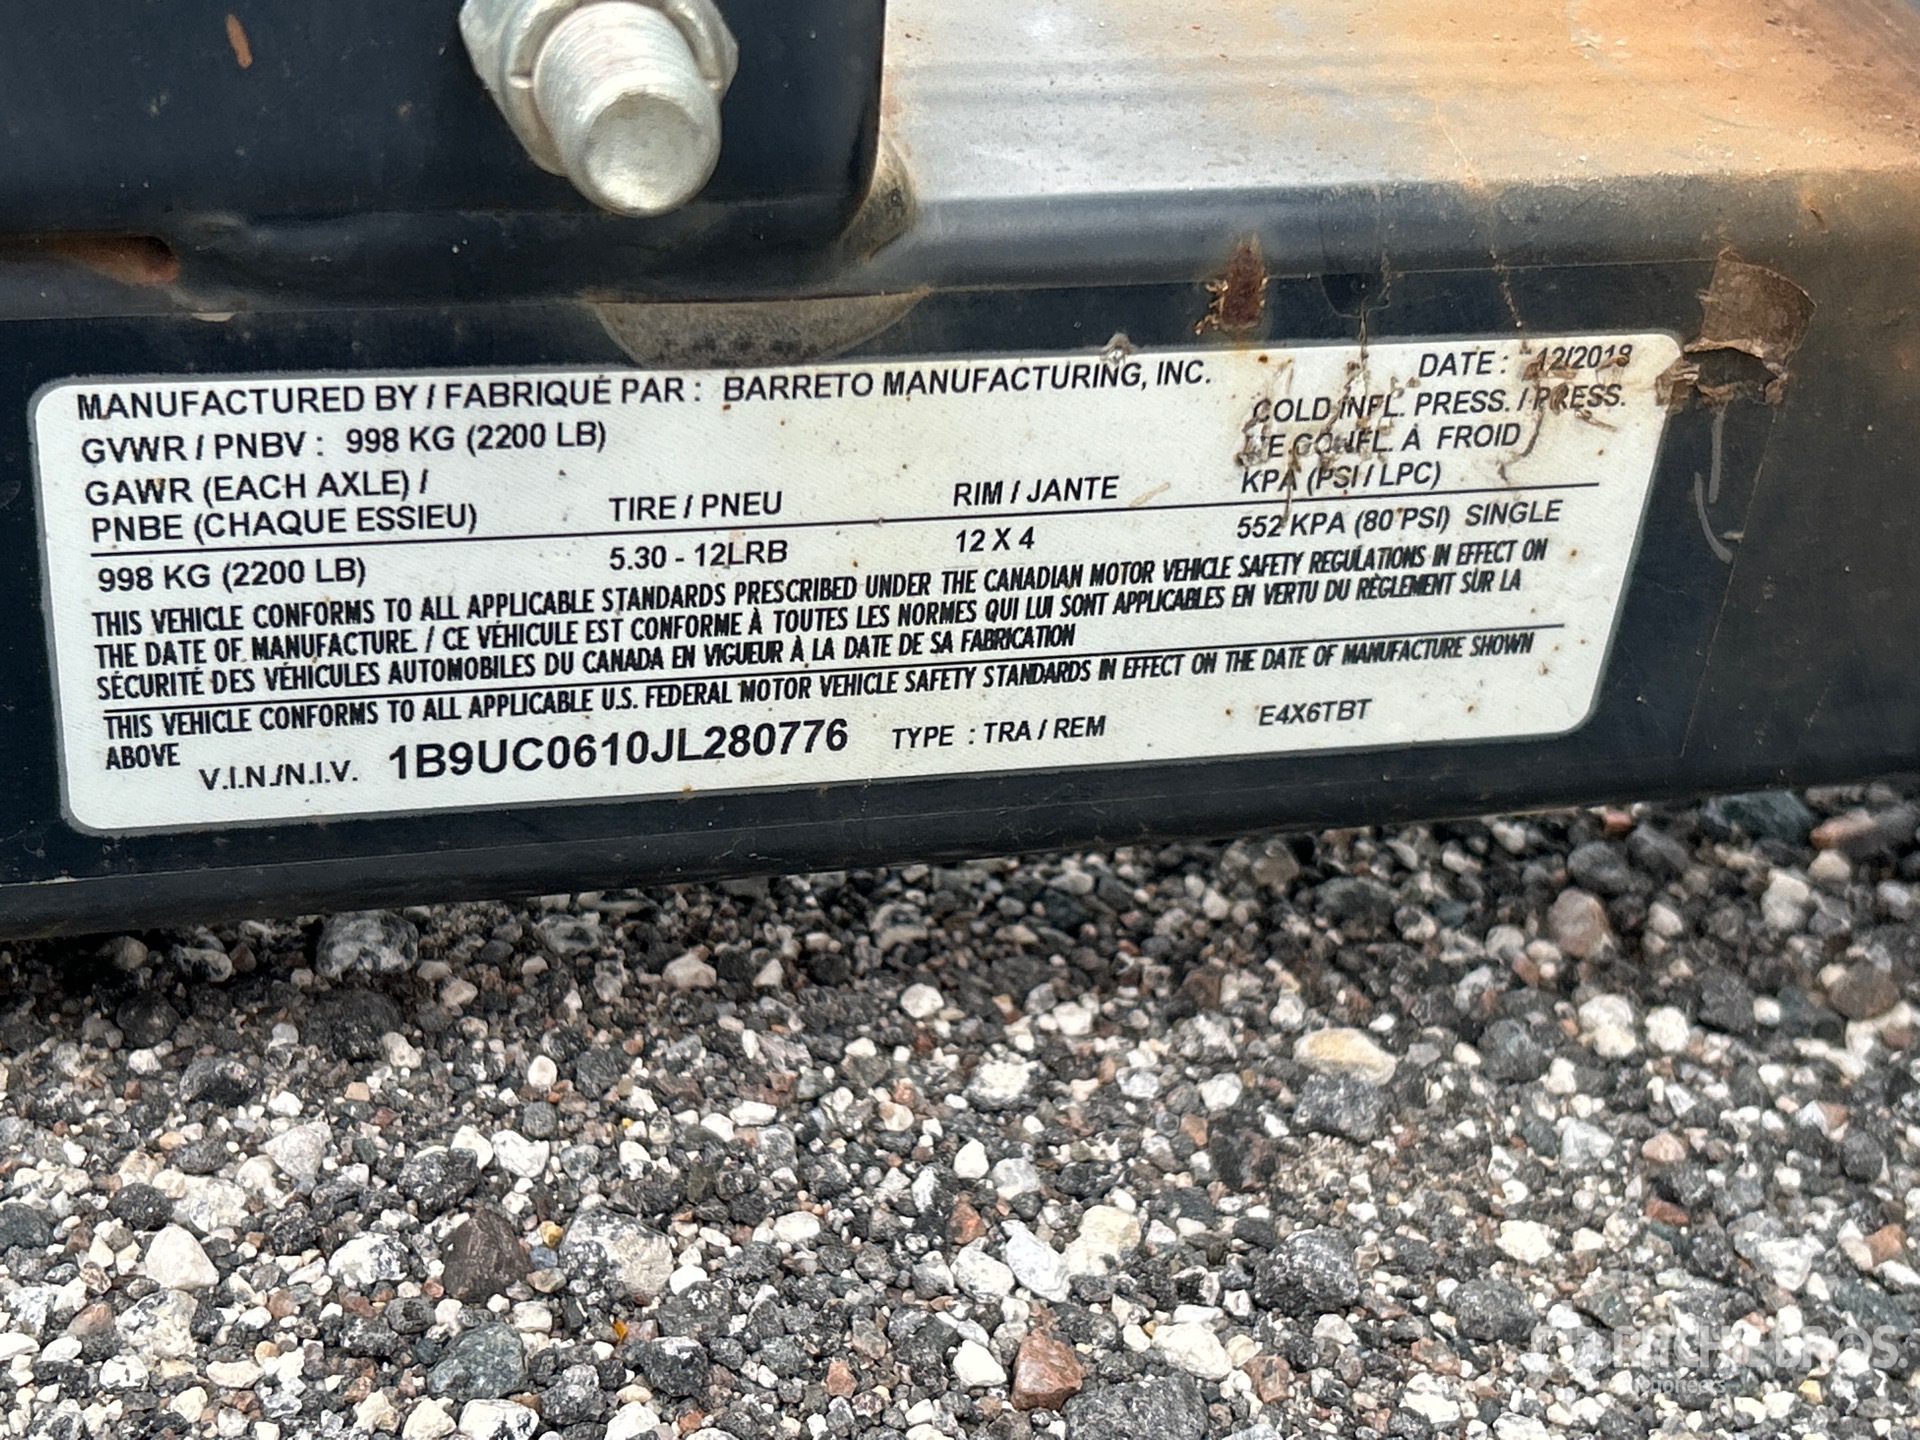 MANUFACTURED BY / FABRIQUÉ PAR : BARRETO MANUFACTURING, INC. DATE : 12/2018
GVWR / PNBV : 998 KG (2200 LB) COLD INFL. PRESS. / PRESS.
GAWR (EACH AXLE) / DE GONFL. À FROID
PNBE (CHAQUE ESSIEU) TIRE / PNEU RIM / JANTE KPA (PSI / LPC)
998 KG (2200 LB) 5.30 - 12LRB 12 X 4 552 KPA (80 PSI) SINGLE
THIS VEHICLE CONFORMS TO ALL APPLICABLE STANDARDS PRESCRIBED UNDER THE CANADIAN MOTOR VEHICLE SAFETY REGULATIONS IN EFFECT ON
THE DATE OF MANUFACTURE. / CE VÉHICULE EST CONFORME À TOUTES LES NORMES QUI LUI SONT APPLICABLES EN VERTU DU RÈGLEMENT SUR LA
SÉCURITÉ DES VÉHICULES AUTOMOBILES DU CANADA EN VIGUEUR À LA DATE DE SA FABRICATION
THIS VEHICLE CONFORMS TO ALL APPLICABLE U.S. FEDERAL MOTOR VEHICLE SAFETY STANDARDS IN EFFECT ON THE DATE OF MANUFACTURE SHOWN
ABOVE
V.I.N./N.I.V. 1B9UC0610JL280776 TYPE : TRA / REM E4X6TBT
RITCHIE BROS.
Auctioneers